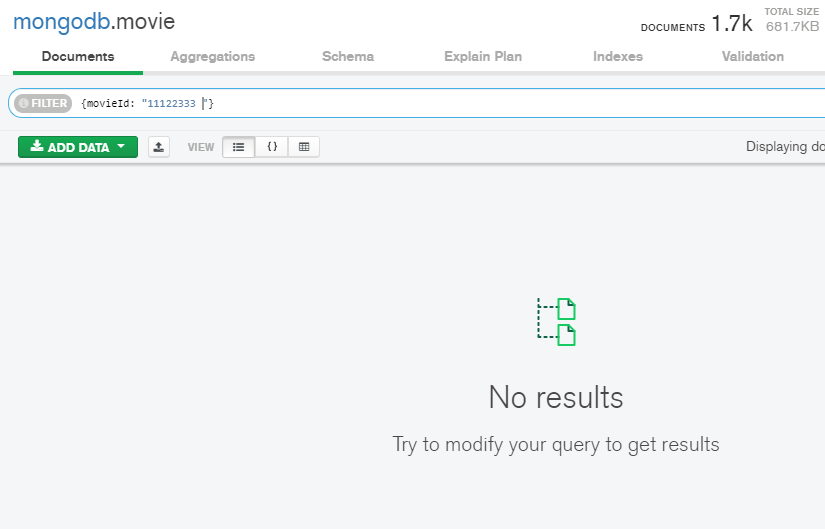 mongodb.movie
DOCUMENTS 1.7k TOTAL SIZE 681.7KB
Documents Aggregations Schema Explain Plan Indexes Validation
FILTER {movieId: "11122333 "}
ADD DATA VIEW {} Displaying do
No results
Try to modify your query to get results